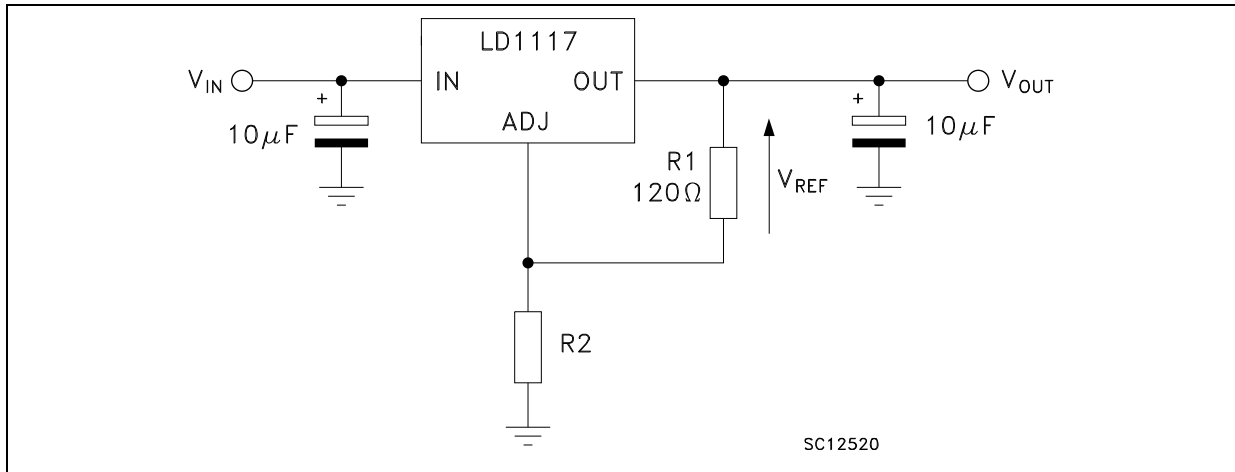 LD1117
V_IN
IN
OUT
V_OUT
ADJ
+
10μF
R1
120Ω
V_REF
+
10μF
R2
SC12520